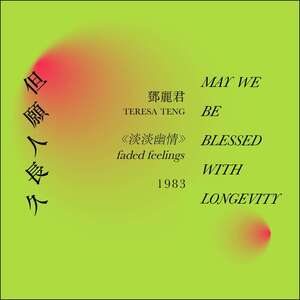 但願人長久
鄧麗君
TERESA TENG
《淡淡幽情》
faded feelings
1983
MAY WE
BE
BLESSED
WITH
LONGEVITY